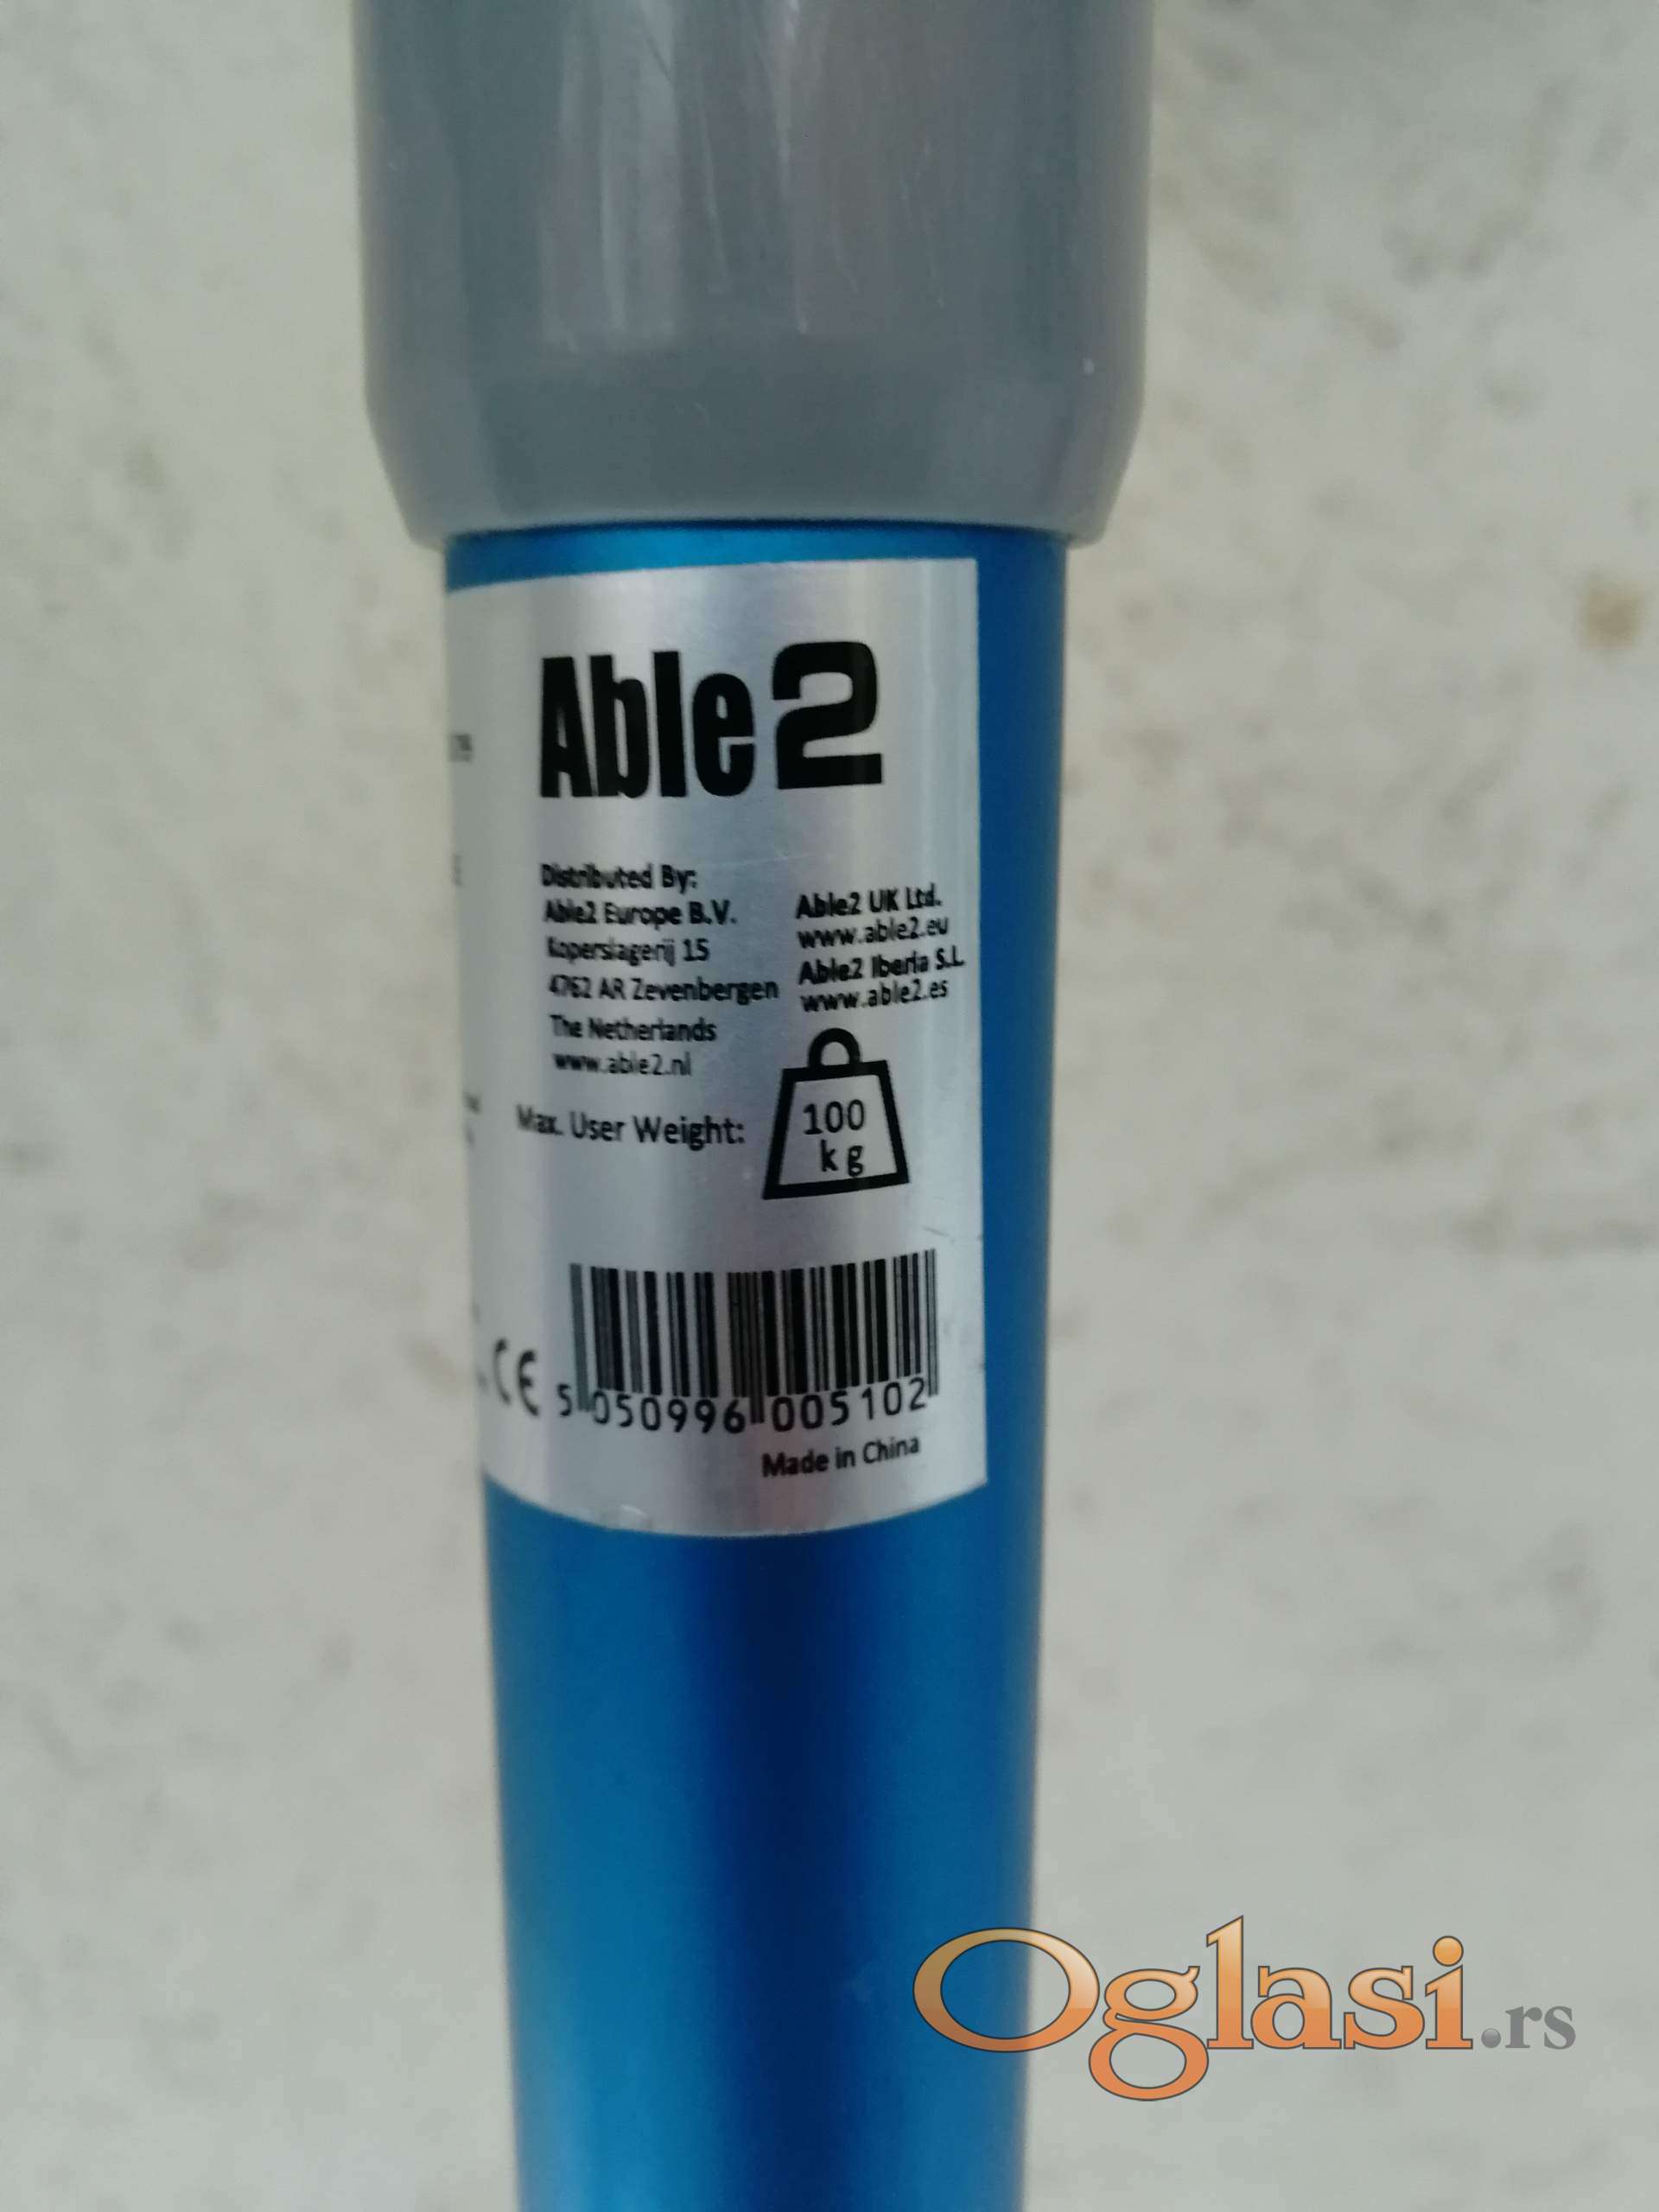 Able2
Distributed By:
Able2 Europe B.V.
Koperslagerij 15
4762 AR Zevenbergen
The Netherlands
www.able2.nl
Able2 UK Ltd.
www.able2.eu
Able2 Iberia S.L
www.able2.es
Max. User Weight:
100
kg
CE
5 050996 005102
Made in China
Oglasi.rs